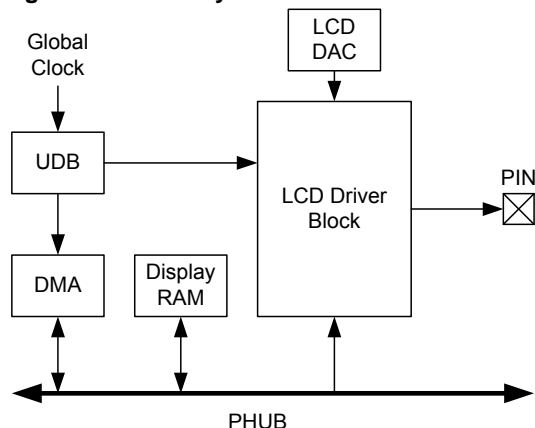 LCD
DAC
Global
Clock
UDB
LCD Driver
Block
PIN
DMA
Display
RAM
PHUB